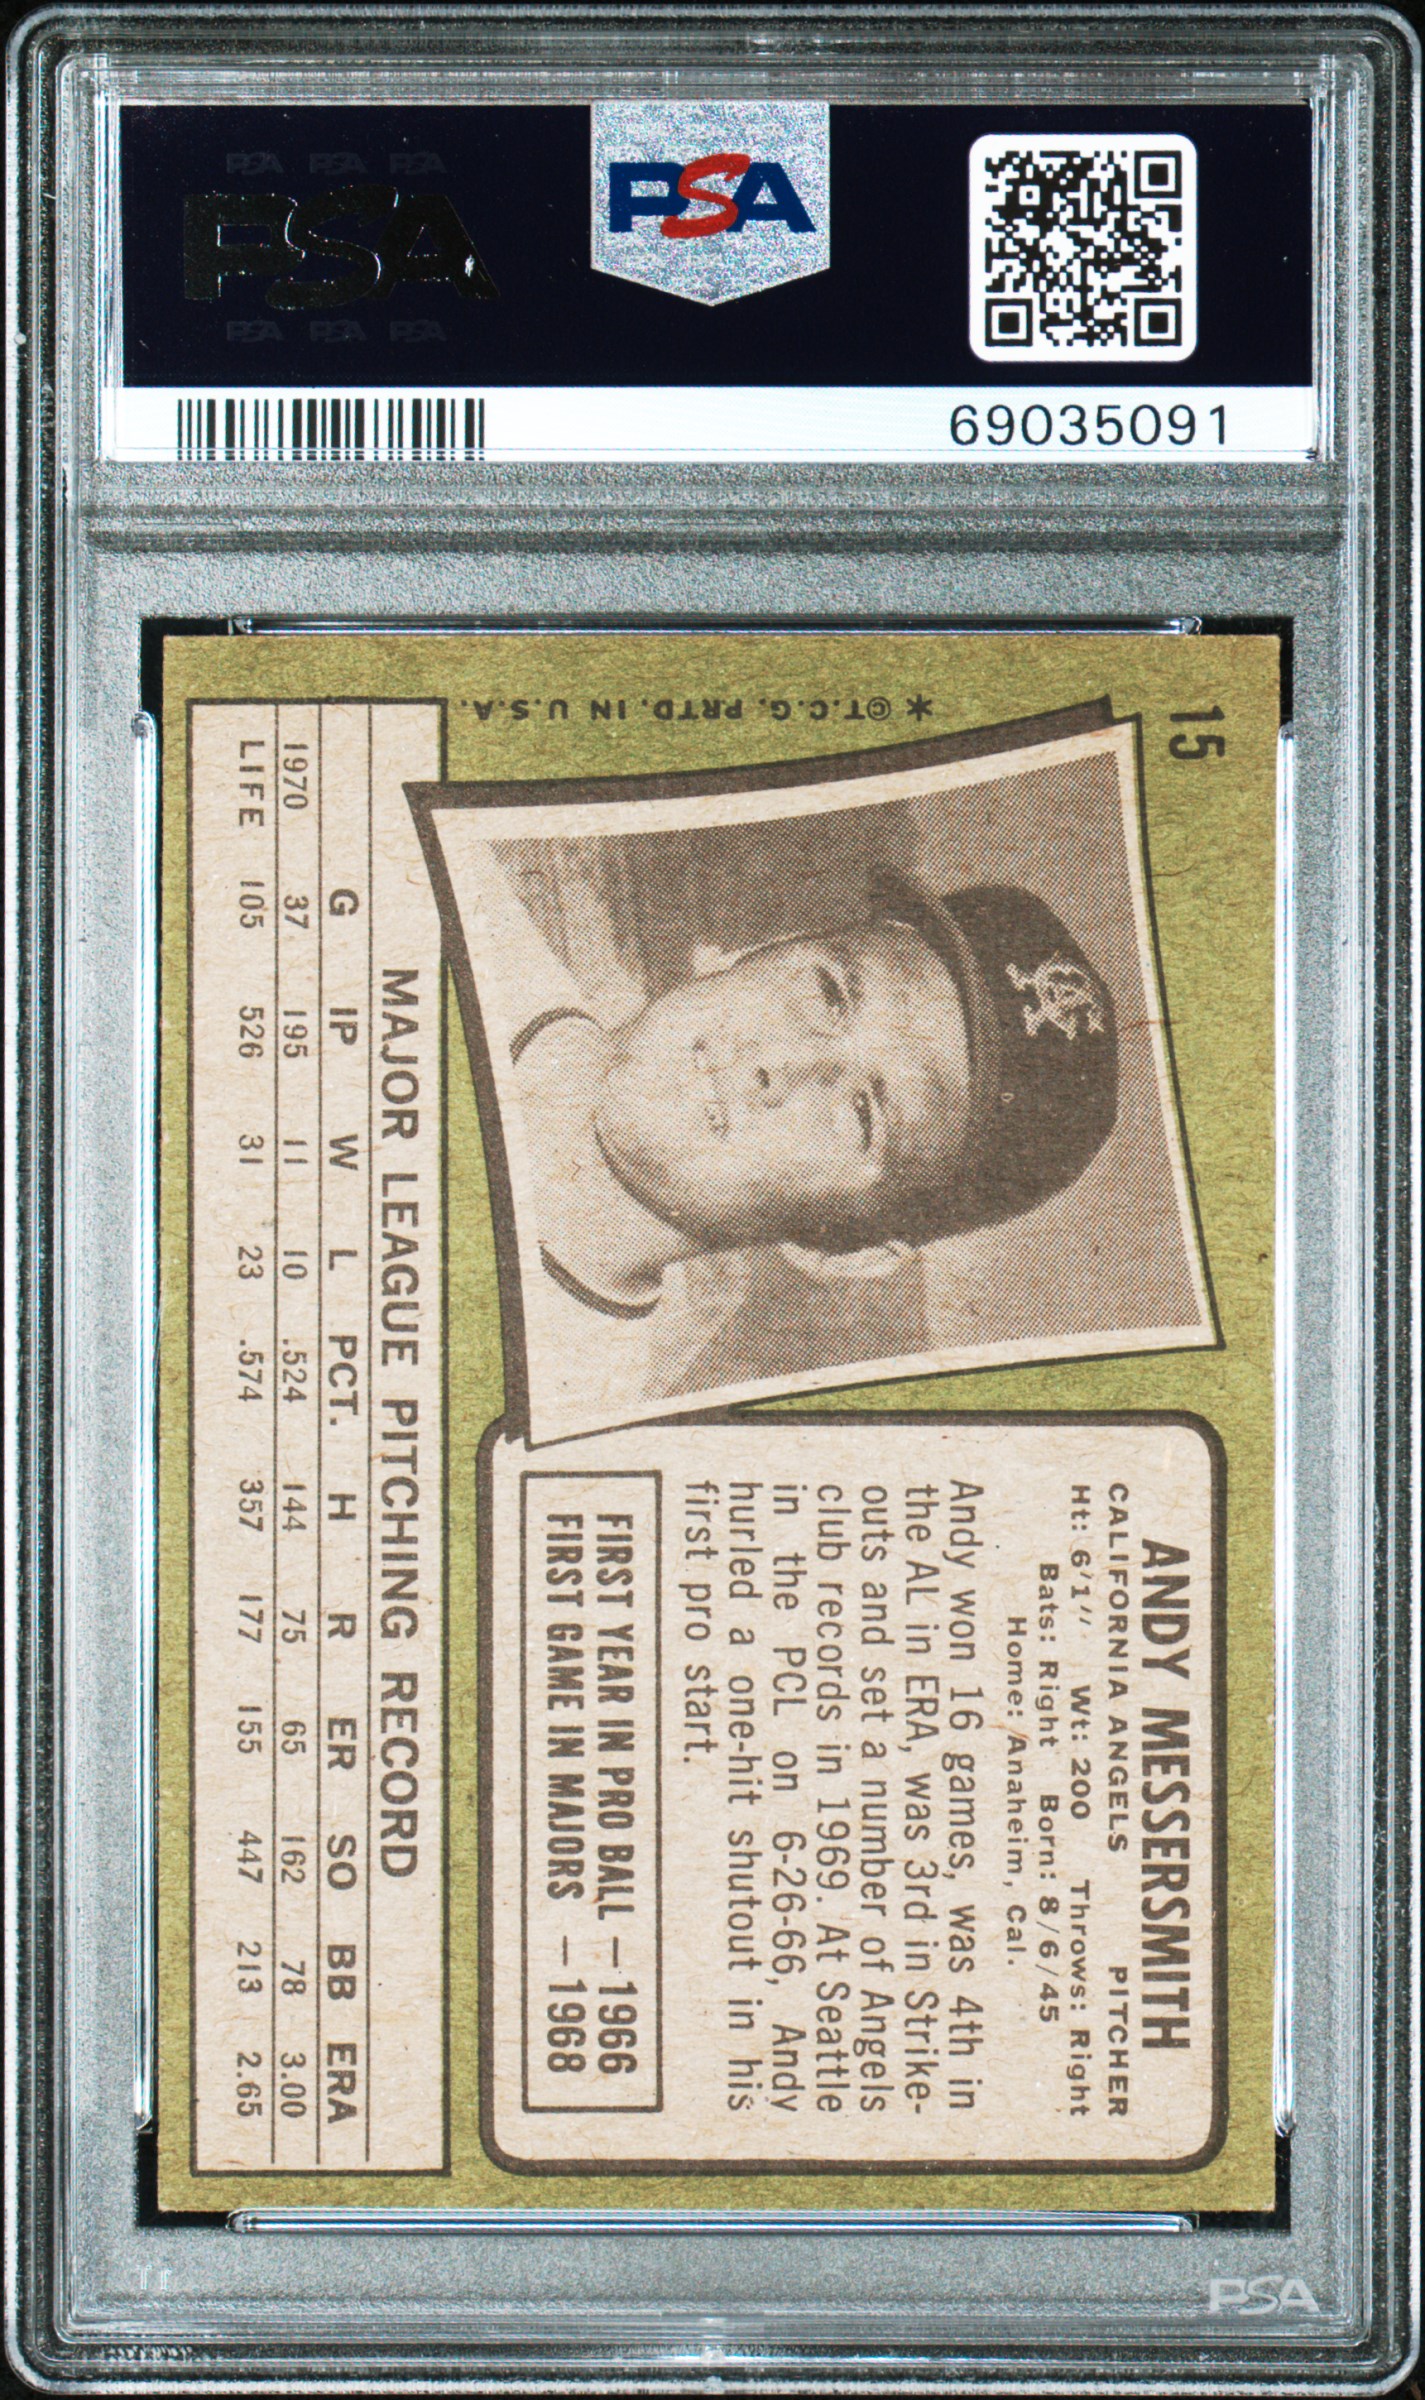 PSA PSA PSA
PSA
PSA PSA PSA
PSA
69035091
15
* ©T.C.G. PRTD. IN U.S.A.
ANDY MESSERSMITH
CALIFORNIA ANGELS PITCHER
Ht: 6'1" Wt: 200 Throws: Right
Bats: Right Born: 8/6/45
Home: Anaheim, Cal.
Andy won 16 games, was 4th in
the AL in ERA, was 3rd in Strike-
outs and set a number of Angels
club records in 1969. At Seattle
in the PCL on 6-26-66, Andy
hurled a one-hit shutout in his
first pro start.
FIRST YEAR IN PRO BALL — 1966
FIRST GAME IN MAJORS — 1968
MAJOR LEAGUE PITCHING RECORD
G IP W L PCT. H R ER SO BB ERA
1970 37 195 11 10 .524 144 75 65 162 78 3.00
LIFE 105 526 31 23 .574 357 177 155 447 213 2.65
PSA